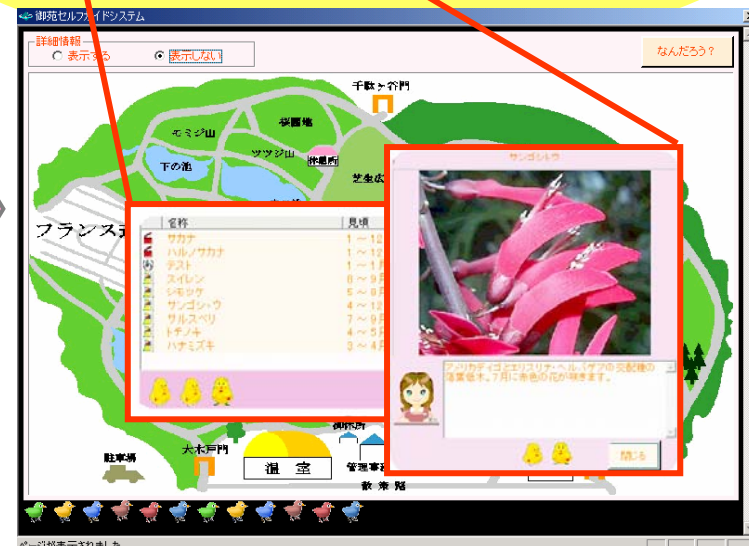 御苑セルフガイドシステム
詳細情報
表示する
表示しない
なんだろう?
千駄ヶ谷門
桜園地
モミジ山
ツツジ山
休憩所
下の池
芝生広
フランス式
サンゴシトウ
名称 見頃
サカナ 1 ~ 12
ハルノサカナ 1 ~ 12
テスト 1 ~ 1月
スイレン 6 ~ 9月
シモツケ 5 ~ 8月
サンゴシトウ 4 ~ 12
サルスベリ 7 ~ 9月
トチノキ 4 ~ 5月
ハナミズキ 3 ~ 4月
アメリカディゴとエリスリナ・ヘルバゲアの交配種の
落葉低木。7月に赤色の花が咲きます。
閉じる
御休所
大木戸門
駐車場
温室
管理事務
散策路
ページが表示されました